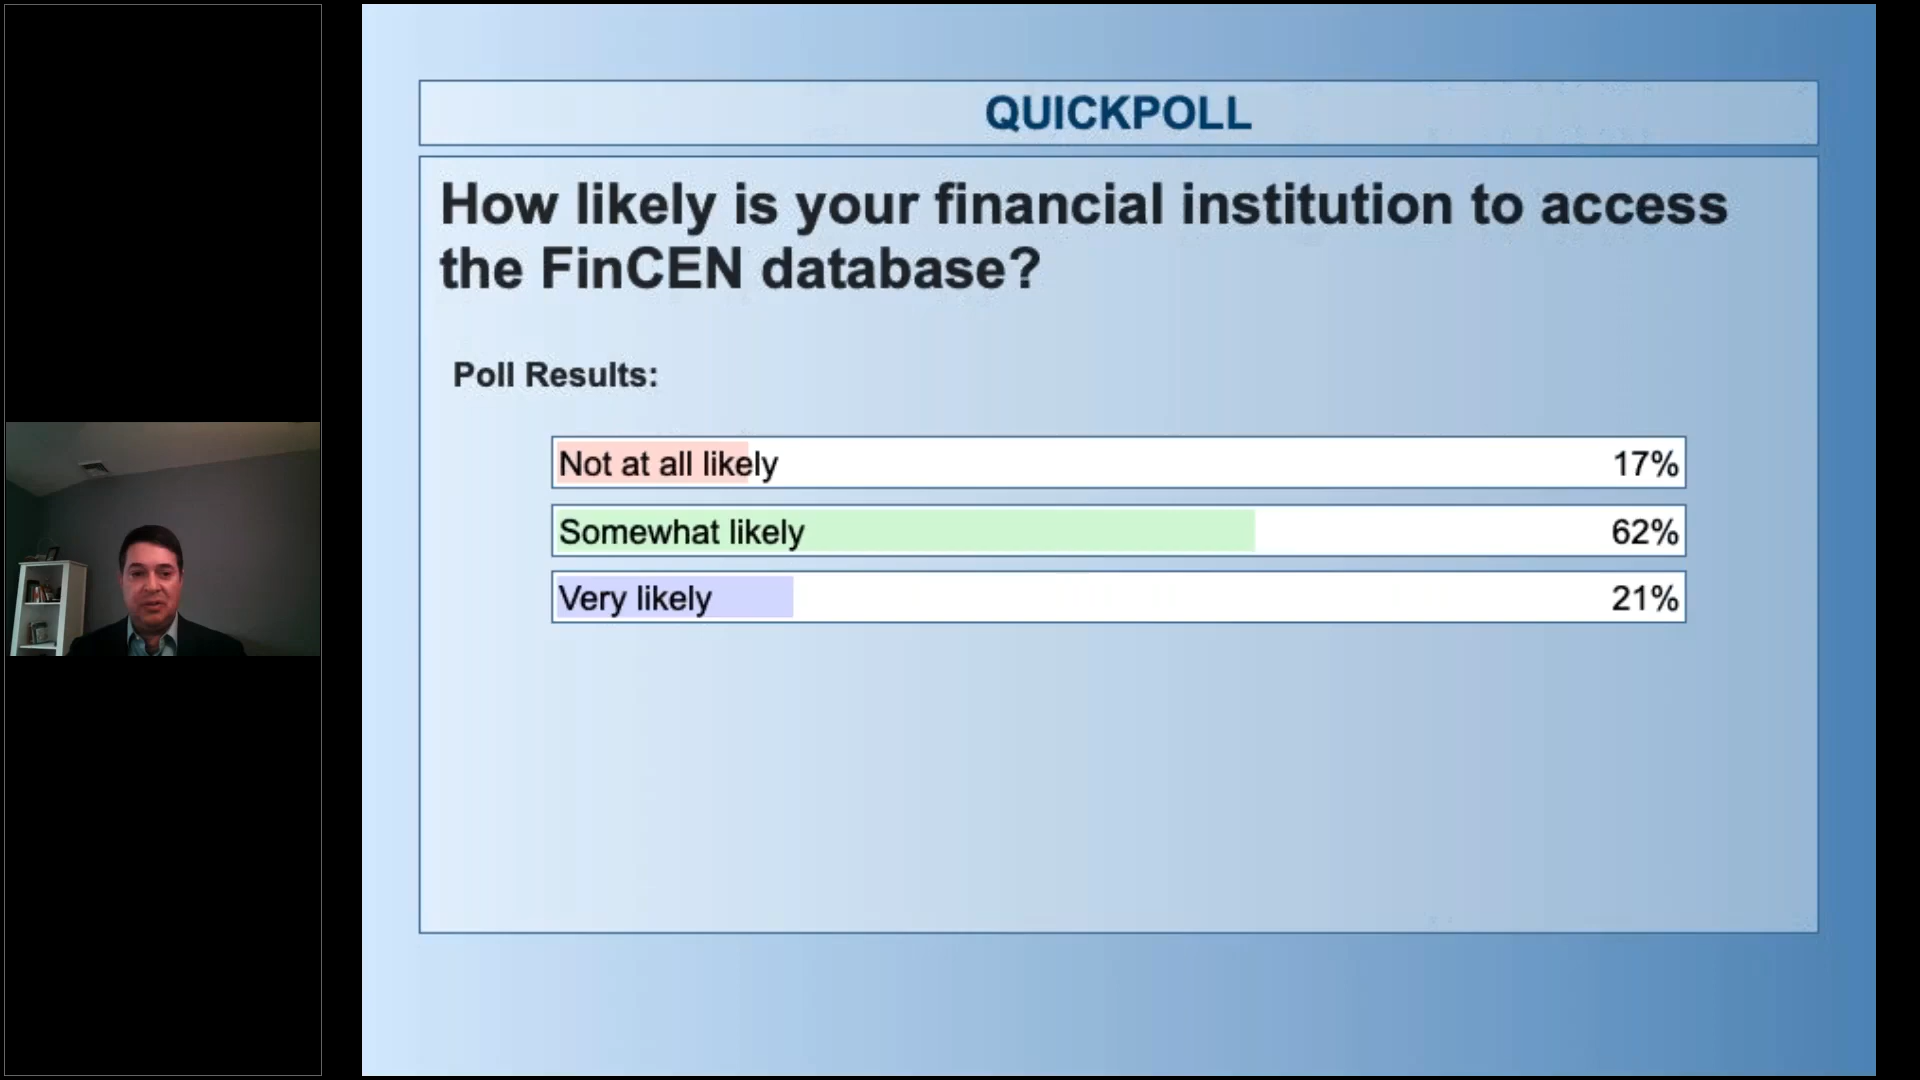 QUICKPOLL
How likely is your financial institution to access
the FinCEN database?
Poll Results:
Not at all likely 17%
Somewhat likely 62%
Very likely 21%